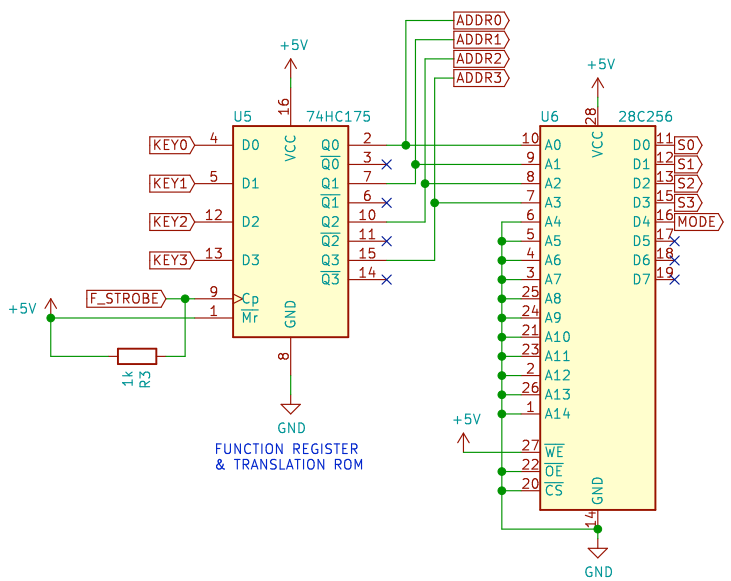 ADDR0
ADDR1
ADDR2
ADDR3
+5V
+5V
U5 74HC175
16
VCC
KEY0 4 D0 Q0 2
Q0 3
KEY1 5 D1 Q1 7
Q1 6
KEY2 12 D2 Q2 10
Q2 11
KEY3 13 D3 Q3 15
Q3 14
F_STROBE 9 Cp
+5V 1 Mr
GND
8
1k
R3
GND
FUNCTION REGISTER
& TRANSLATION ROM
U6 28C256
28
VCC
10 A0 D0 11 S0
9 A1 D1 12 S1
8 A2 D2 13 S2
7 A3 D3 15 S3
6 A4 D4 16 MODE
5 A5 D5 17
4 A6 D6 18
3 A7 D7 19
25 A8
24 A9
21 A10
23 A11
2 A12
26 A13
1 A14
+5V
27 WE
22 OE
20 CS
GND
14
GND